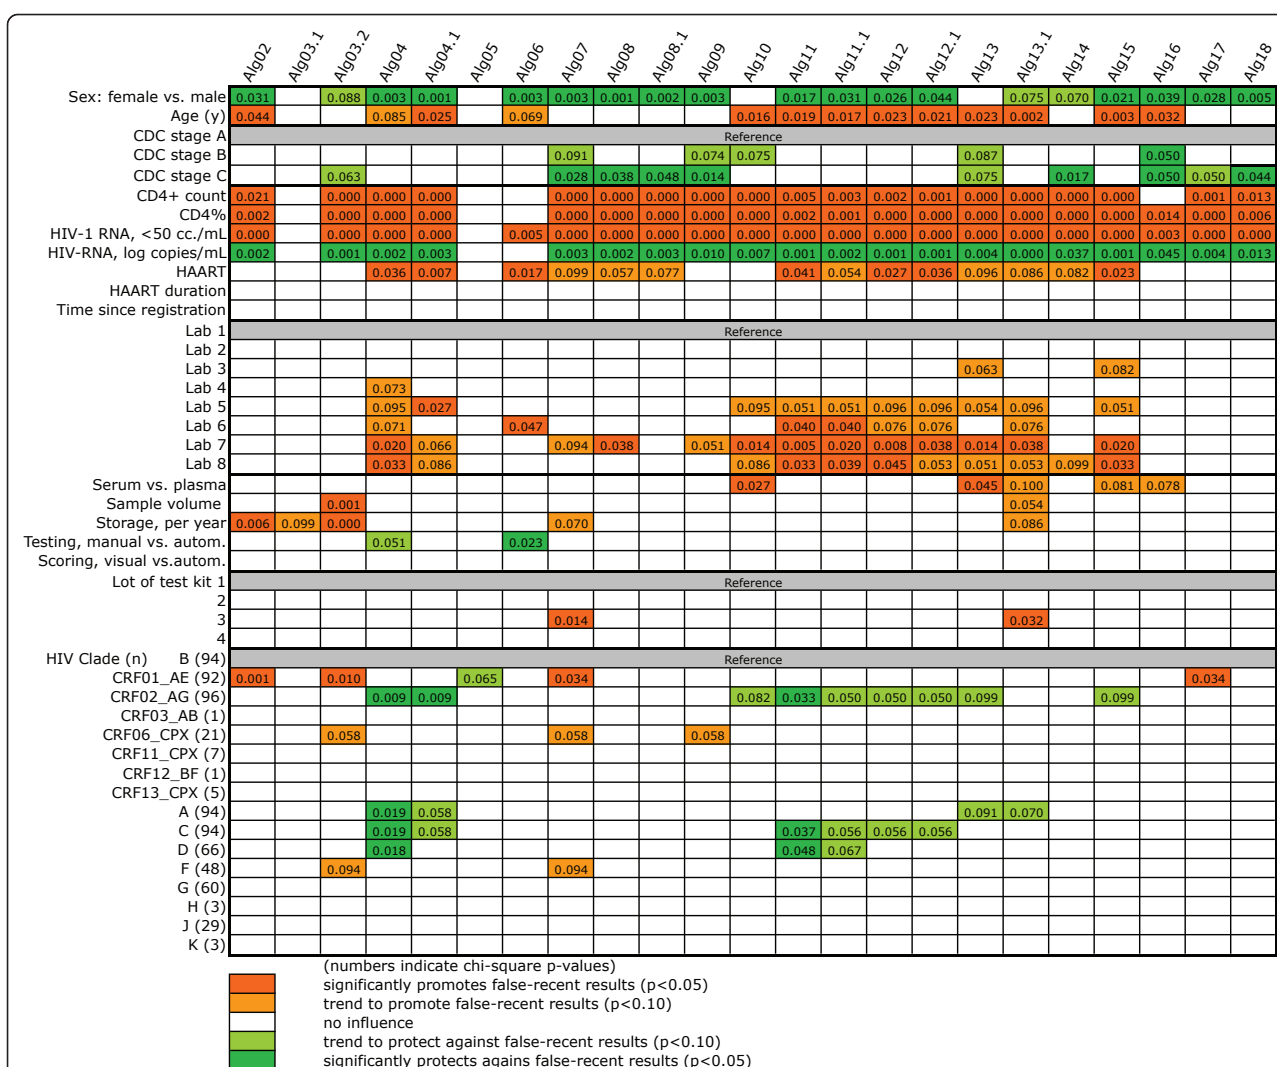 Alg02 Alg03.1 Alg03.2 Alg04 Alg04.1 Alg05 Alg06 Alg07 Alg08 Alg08.1 Alg09 Alg10 Alg11 Alg11.1 Alg12 Alg12.1 Alg13 Alg13.1 Alg14 Alg15 Alg16 Alg17 Alg18
Sex: female vs. male 0.031 0.088 0.003 0.001 0.003 0.003 0.001 0.002 0.003 0.017 0.031 0.026 0.044 0.075 0.070 0.021 0.039 0.028 0.005
Age (y) 0.044 0.085 0.025 0.069 0.016 0.019 0.017 0.023 0.021 0.023 0.002 0.003 0.032
CDC stage A Reference
CDC stage B 0.091 0.074 0.075 0.087 0.050
CDC stage C 0.063 0.028 0.038 0.048 0.014 0.075 0.017 0.050 0.050 0.044
CD4+ count 0.021 0.000 0.000 0.000 0.000 0.000 0.000 0.000 0.000 0.005 0.003 0.002 0.001 0.000 0.000 0.000 0.000 0.001 0.013
CD4% 0.002 0.000 0.000 0.000 0.000 0.000 0.000 0.000 0.000 0.002 0.001 0.000 0.000 0.000 0.000 0.000 0.000 0.014 0.000 0.006
HIV-1 RNA, <50 cc./mL 0.000 0.000 0.000 0.000 0.005 0.000 0.000 0.000 0.000 0.000 0.000 0.000 0.000 0.000 0.000 0.000 0.000 0.000 0.003 0.000 0.000
HIV-RNA, log copies/mL 0.002 0.001 0.002 0.003 0.003 0.002 0.003 0.010 0.007 0.001 0.002 0.001 0.001 0.004 0.000 0.037 0.001 0.045 0.004 0.013
HAART 0.036 0.007 0.017 0.099 0.057 0.077 0.041 0.054 0.027 0.036 0.096 0.086 0.082 0.023
HAART duration
Time since registration
Lab 1 Reference
Lab 2
Lab 3 0.063 0.082
Lab 4 0.073
Lab 5 0.095 0.027 0.095 0.051 0.051 0.096 0.096 0.054 0.096 0.051
Lab 6 0.071 0.047 0.040 0.040 0.076 0.076 0.076
Lab 7 0.020 0.066 0.094 0.038 0.051 0.014 0.005 0.020 0.008 0.038 0.014 0.038 0.020
Lab 8 0.033 0.086 0.086 0.033 0.039 0.045 0.053 0.051 0.053 0.099 0.033
Serum vs. plasma 0.027 0.045 0.100 0.081 0.078
Sample volume 0.001 0.054
Storage, per year 0.006 0.099 0.000 0.070 0.086
Testing, manual vs. autom. 0.051 0.023
Scoring, visual vs.autom.
Lot of test kit 1 Reference
2
3 0.014 0.032
4
HIV Clade (n) B (94) Reference
CRF01_AE (92) 0.001 0.010 0.065 0.034 0.034
CRF02_AG (96) 0.009 0.009 0.082 0.033 0.050 0.050 0.050 0.099 0.099
CRF03_AB (1)
CRF06_CPX (21) 0.058 0.058 0.058
CRF11_CPX (7)
CRF12_BF (1)
CRF13_CPX (5)
A (94) 0.019 0.058 0.091 0.070
C (94) 0.019 0.058 0.037 0.056 0.056 0.056
D (66) 0.018 0.048 0.067
F (48) 0.094 0.094
G (60)
H (3)
J (29)
K (3)
(numbers indicate chi-square p-values)
significantly promotes false-recent results (p<0.05)
trend to promote false-recent results (p<0.10)
no influence
trend to protect against false-recent results (p<0.10)
significantly protects agains false-recent results (p<0.05)